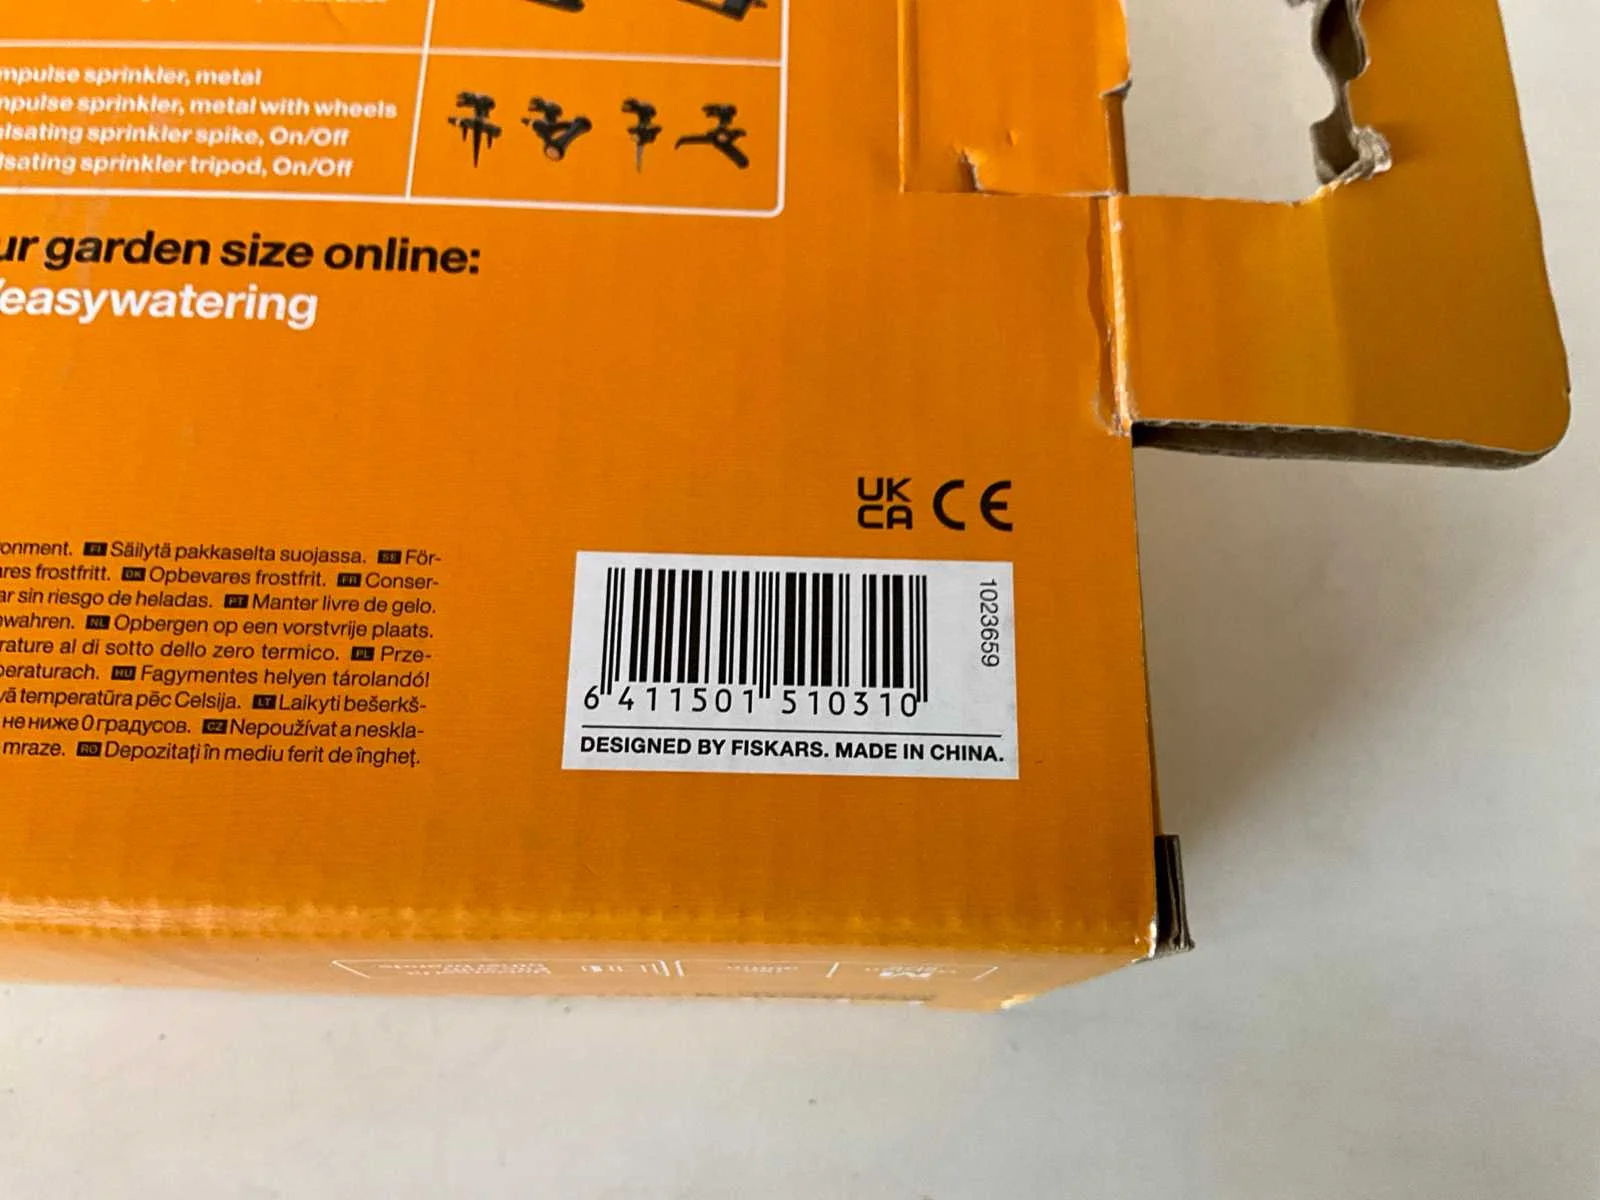 mpulse sprinkler, metal
mpulse sprinkler, metal with wheels
lsating sprinkler spike, On/Off
lsating sprinkler tripod, On/Off
ur garden size online:
/easywatering
UK
CA CE
onment. FI Säilytä pakkaselta suojassa. SE För-
res frostfritt. DK Opbevares frostfrit. FR Conser-
ar sin riesgo de heladas. PT Manter livre de gelo.
ewahren. NL Opbergen op een vorstvrije plaats.
rature al di sotto dello zero termico. PL Prze-
peraturach. HU Fagymentes helyen tárolandó!
vā temperatūra pēc Celsija. LT Laikyti bešerkš-
не ниже 0 градусов. CZ Nepoužívat a neskla-
mraze. RO Depozitați în mediu ferit de îngheț.
1023659
6 411501 510310
DESIGNED BY FISKARS. MADE IN CHINA.